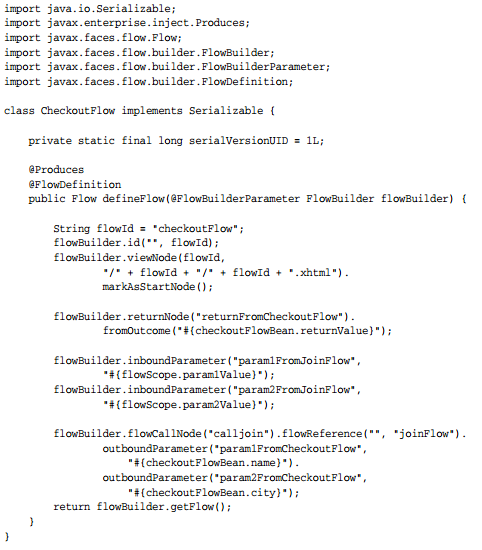 import java.io.Serializable;
import javax.enterprise.inject.Produces;
import javax.faces.flow.Flow;
import javax.faces.flow.builder.FlowBuilder;
import javax.faces.flow.builder.FlowBuilderParameter;
import javax.faces.flow.builder.FlowDefinition;

class CheckoutFlow implements Serializable {

    private static final long serialVersionUID = 1L;

    @Produces
    @FlowDefinition
    public Flow defineFlow(@FlowBuilderParameter FlowBuilder flowBuilder) {

        String flowId = "checkoutFlow";
        flowBuilder.id("", flowId);
        flowBuilder.viewNode(flowId,
                "/" + flowId + "/" + flowId + ".xhtml").
                markAsStartNode();

        flowBuilder.returnNode("returnFromCheckoutFlow").
                fromOutcome("#{checkoutFlowBean.returnValue}");

        flowBuilder.inboundParameter("param1FromJoinFlow",
                "#{flowScope.param1Value}");
        flowBuilder.inboundParameter("param2FromJoinFlow",
                "#{flowScope.param2Value}");

        flowBuilder.flowCallNode("calljoin").flowReference("", "joinFlow").
                outboundParameter("param1FromCheckoutFlow",
                    "#{checkoutFlowBean.name}").
                outboundParameter("param2FromCheckoutFlow",
                    "#{checkoutFlowBean.city}");
        return flowBuilder.getFlow();
    }
}